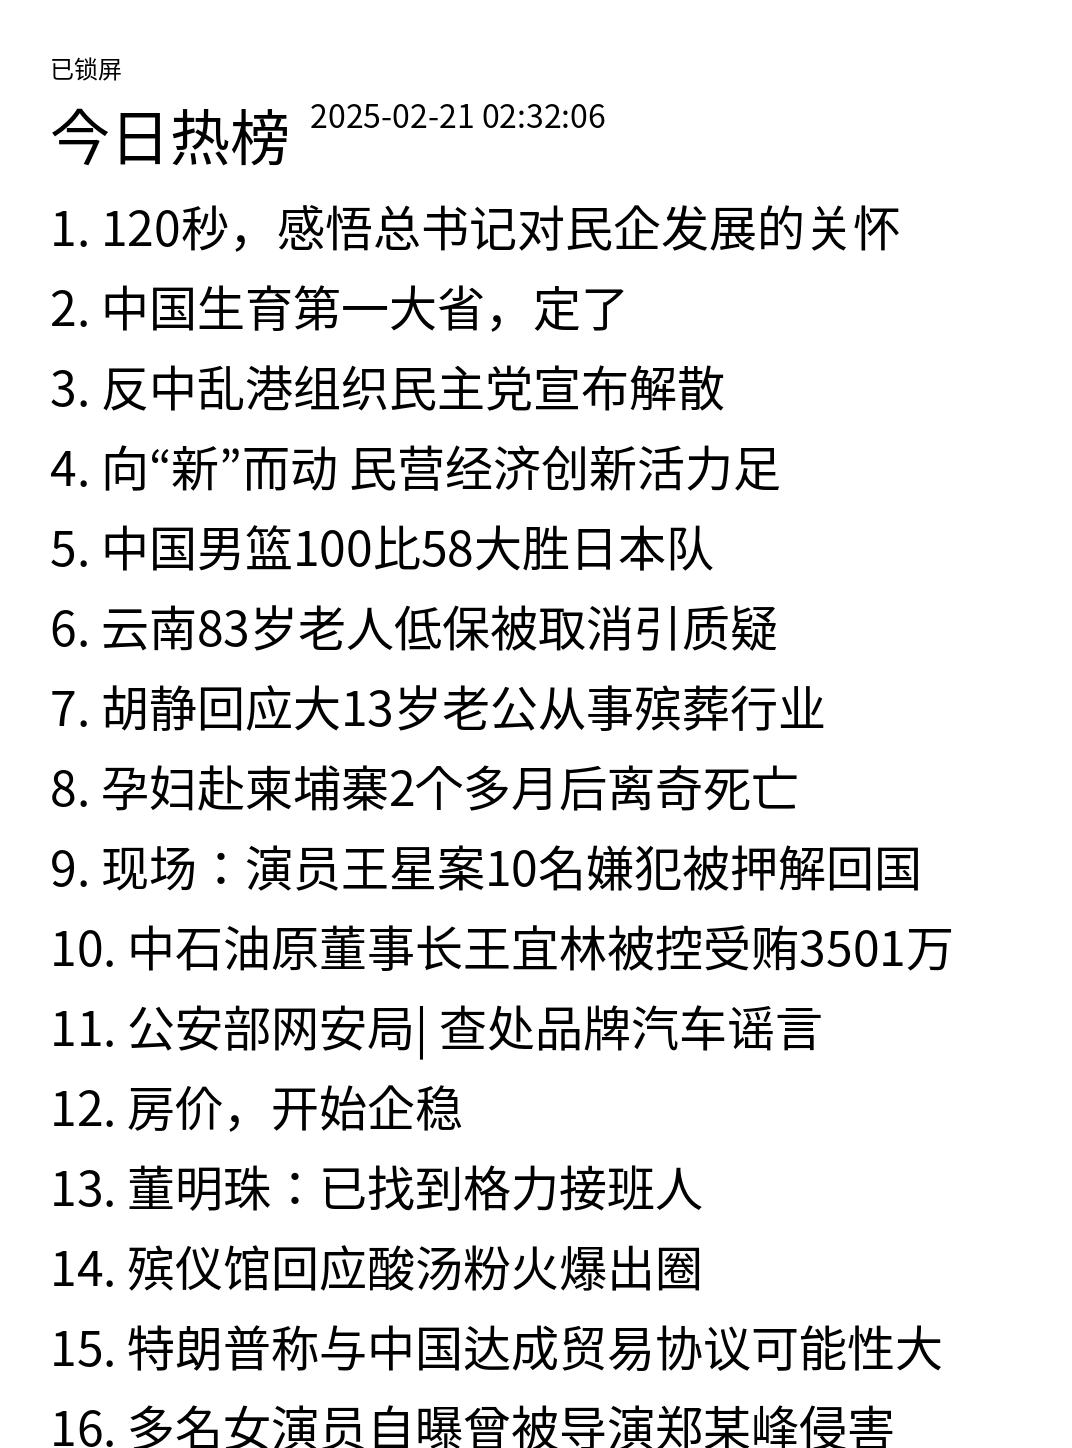 已锁屏
今日热榜 2025-02-21 02:32:06
1. 120秒，感悟总书记对民企发展的关怀
2. 中国生育第一大省，定了
3. 反中乱港组织民主党宣布解散
4. 向“新”而动 民营经济创新活力足
5. 中国男篮100比58大胜日本队
6. 云南83岁老人低保被取消引质疑
7. 胡静回应大13岁老公从事殡葬行业
8. 孕妇赴柬埔寨2个多月后离奇死亡
9. 现场：演员王星案10名嫌犯被押解回国
10. 中石油原董事长王宜林被控受贿3501万
11. 公安部网安局| 查处品牌汽车谣言
12. 房价，开始企稳
13. 董明珠：已找到格力接班人
14. 殡仪馆回应酸汤粉火爆出圈
15. 特朗普称与中国达成贸易协议可能性大
16. 多名女演员自曝曾被导演郑某峰侵害